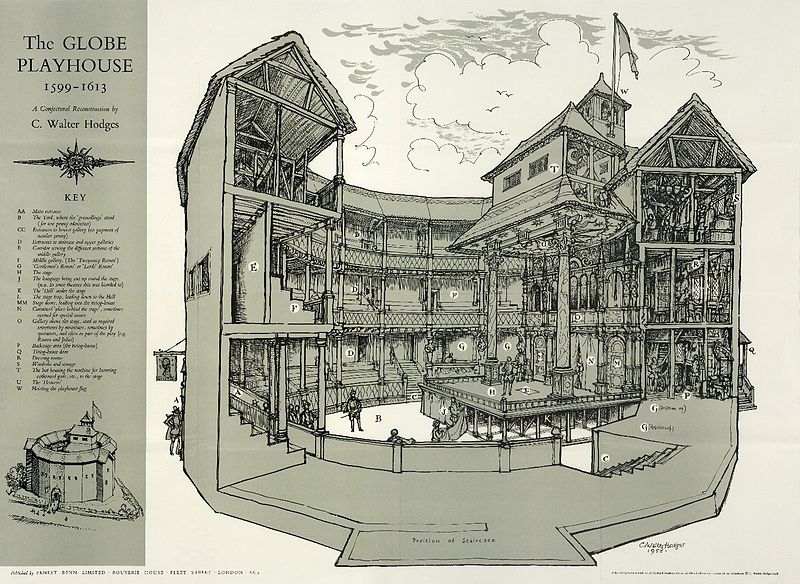 The GLOBE
PLAYHOUSE
1599-1613
A Conjectural Reconstruction by
C. Walter Hodges
KEY
AA Main entrance
B The Yard, where the 'groundlings' stand
(for one penny admission)
CC Entrances to lowest gallery (on payment of
another penny)
D Entrances to staircase and upper galleries
E Corridor serving the different sections of the
middle gallery
F Middle gallery. (The 'Twopenny Rooms')
G 'Gentlemen's Rooms' or 'Lords' Rooms'
H The stage
J The hangings being put up round the stage.
K The 'Hell' under the stage
L The stage trap, leading down to the Hell
MM Stage doors, leading into the tiring-house
N Curtained 'place behind the stage', sometimes
opened for special scenes
O Gallery above the stage, used as required
sometimes by musicians, sometimes by
spectators, and often as part of the play (e.g.
Romeo and Juliet)
P Backstage area (the tiring-house)
Q Tiring-house door
R Dressing-rooms
S Wardrobe and storage
T The hut housing the machine for lowering
enthroned gods, etc., to the stage
U The 'Heavens'
W Hoisting the playhouse flag
W
T
S
D
E
R
F
D
F
O
D
G
G
N
M
Q
H
P
A
B
C
G
G
C
Position of Staircase
C. Walter Hodges
Published by ERNEST BENN LIMITED · BOUVERIE HOUSE · FLEET STREET · LONDON · EC4